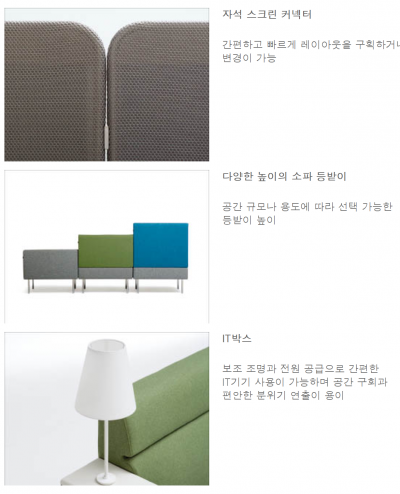 자석 스크린 커넥터
간편하고 빠르게 레이아웃을 구획하거나
변경이 가능
다양한 높이의 소파 등받이
공간 규모나 용도에 따라 선택 가능한
등받이 높이
IT박스
보조 조명과 전원 공급으로 간편한
IT기기 사용이 가능하며 공간 구회과
편안한 분위기 연출이 용이